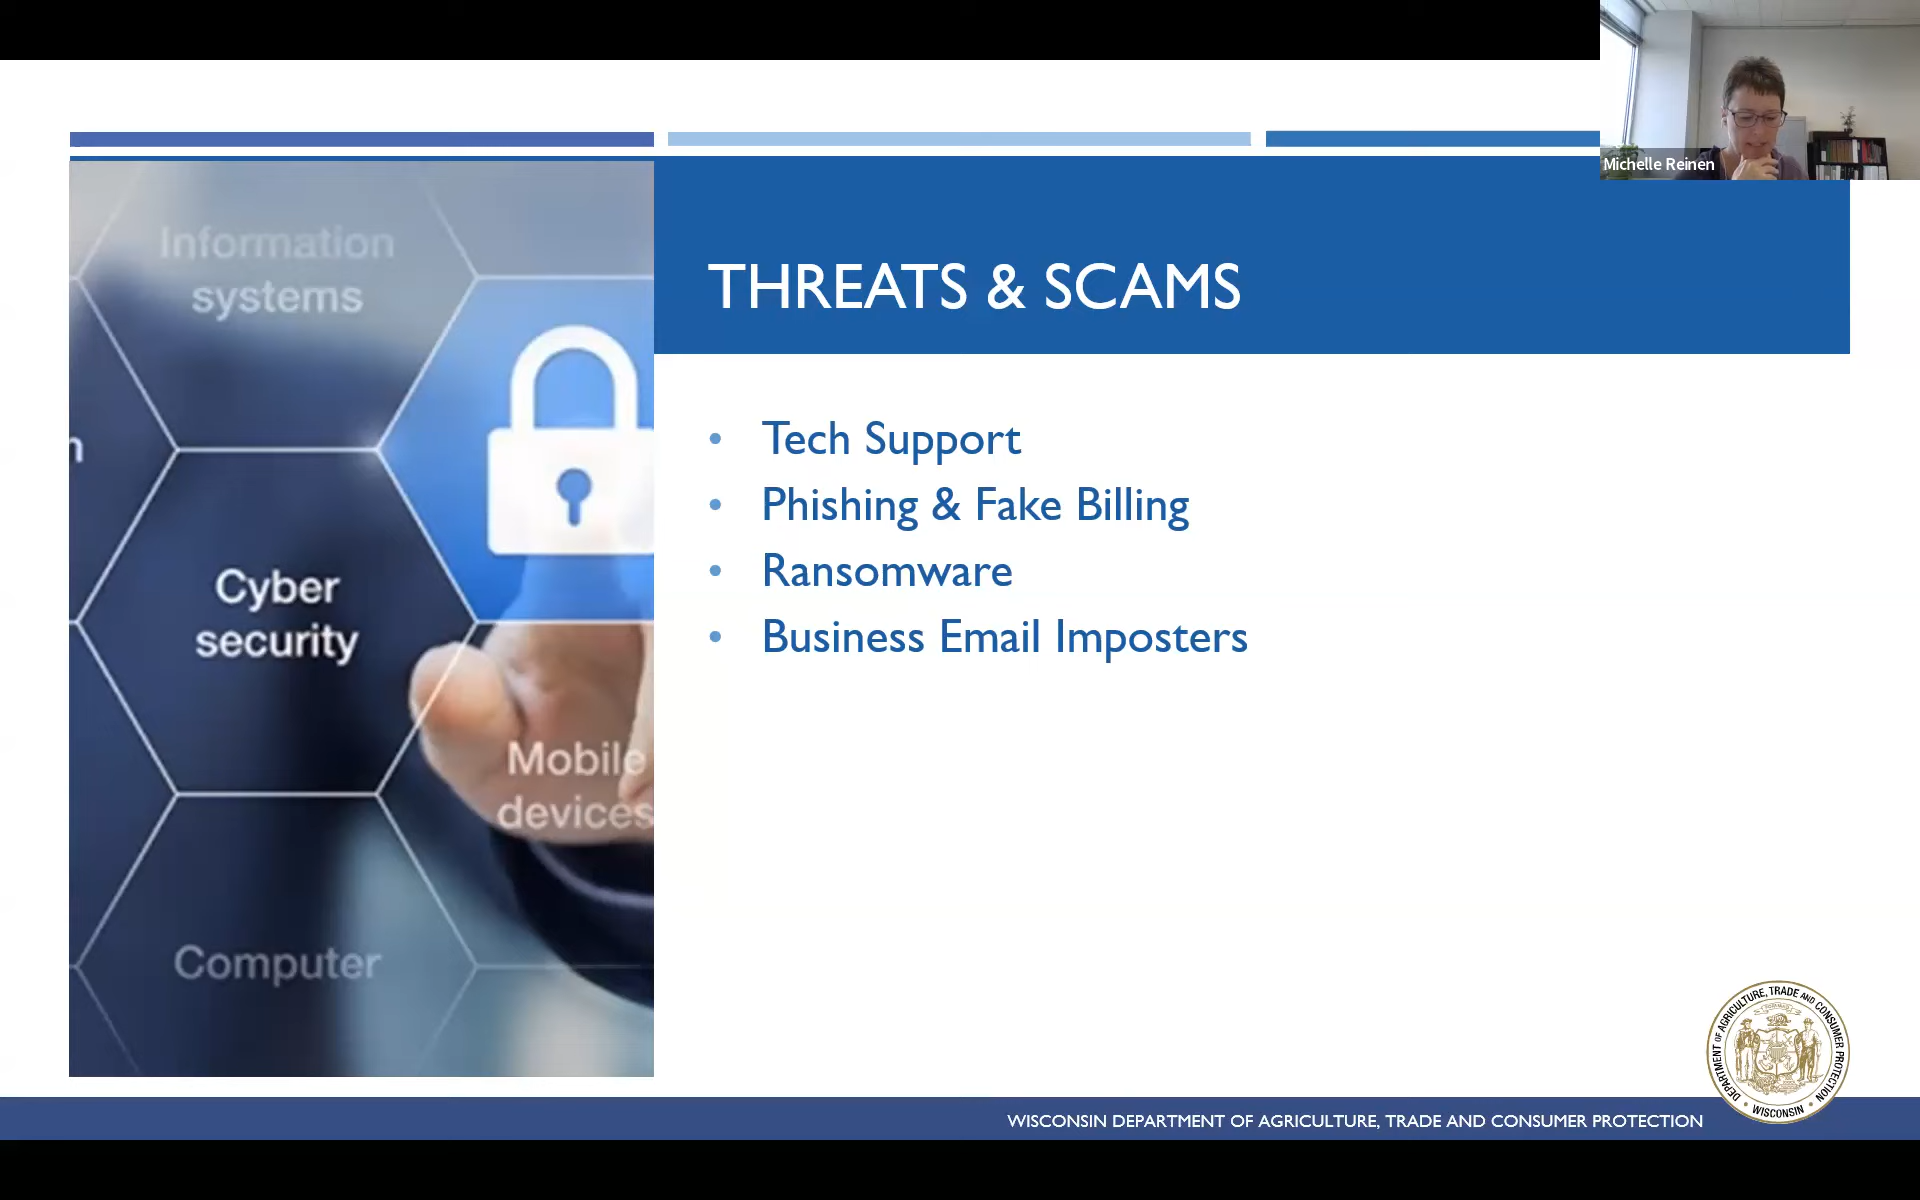 Michelle Reinen
Information
systems
n
Cyber
security
Mobile
devices
Computer
THREATS & SCAMS
• Tech Support
• Phishing & Fake Billing
• Ransomware
• Business Email Imposters
DEPARTMENT OF AGRICULTURE, TRADE AND CONSUMER PROTECTION
• WISCONSIN •
WISCONSIN DEPARTMENT OF AGRICULTURE, TRADE AND CONSUMER PROTECTION